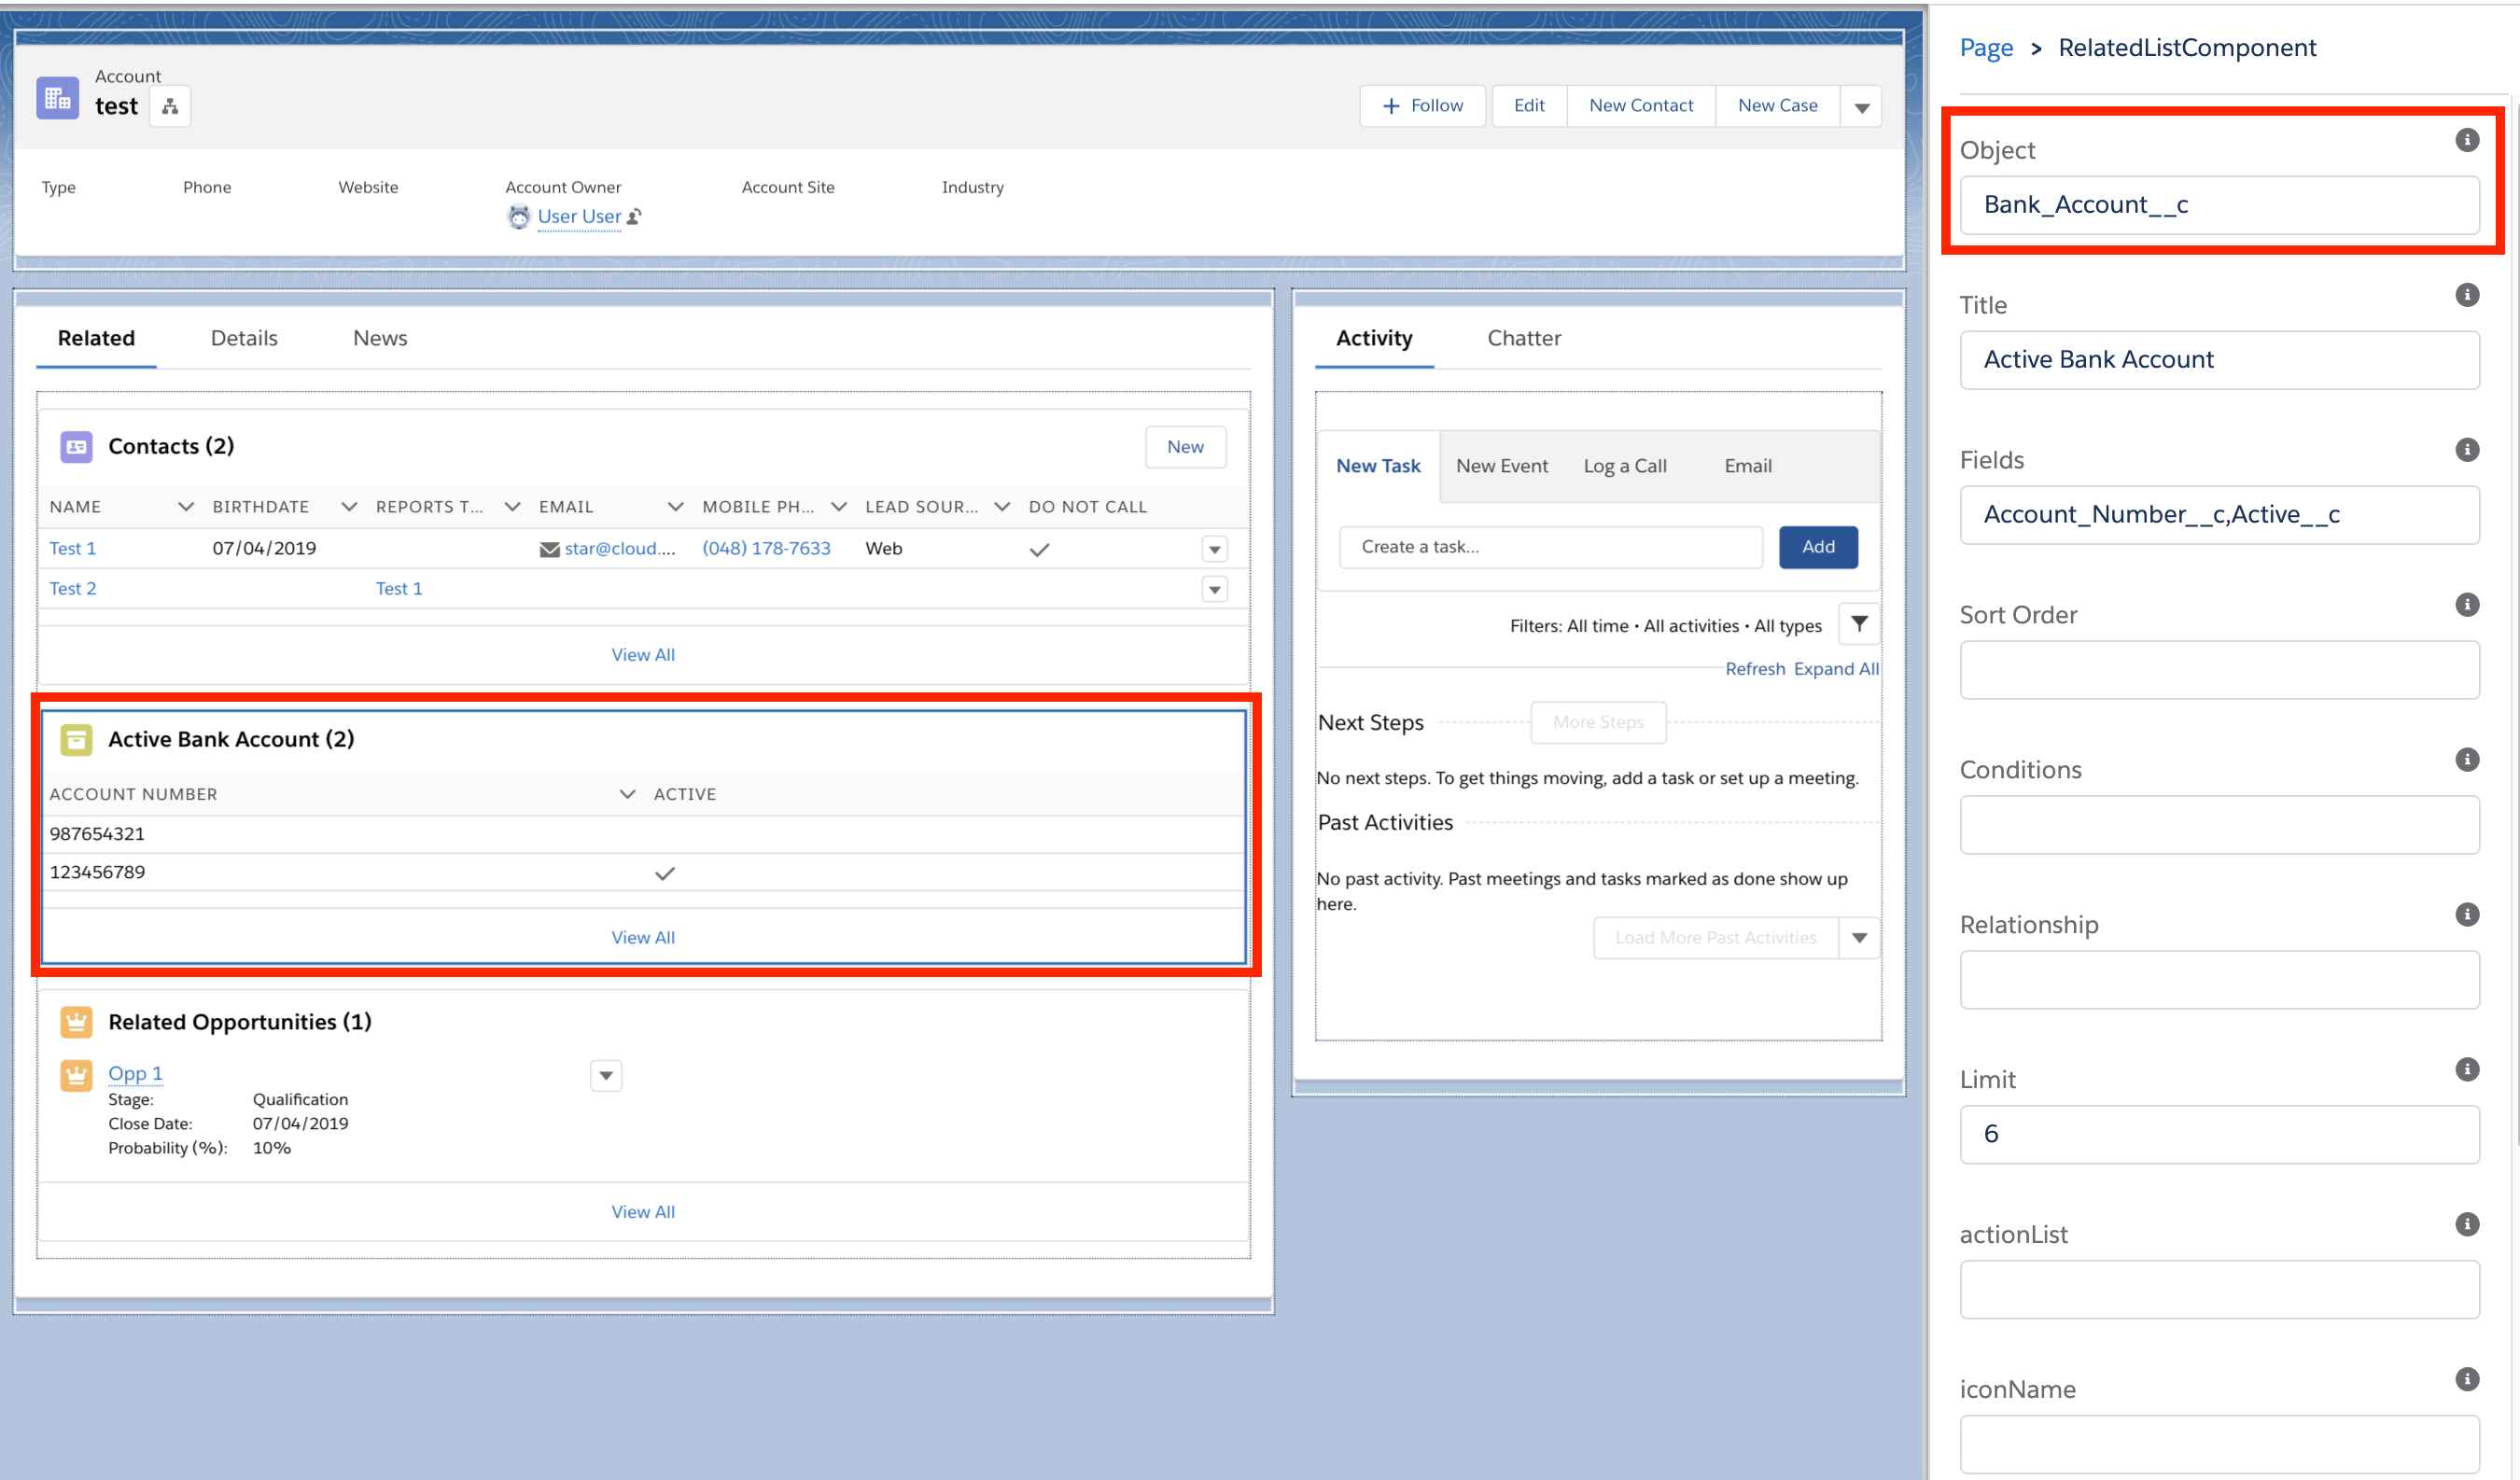 Account
test
Follow
Edit
New Contact
New Case
Type
Phone
Website
Account Owner
Account Site
Industry
User User
Related
Details
News
Contacts (2)
New
NAME
BIRTHDATE
REPORTS T...
EMAIL
MOBILE PH...
LEAD SOUR...
DO NOT CALL
Test 1
07/04/2019
star@cloud....
(048) 178-7633
Web
Test 2
Test 1
View All
Active Bank Account (2)
ACCOUNT NUMBER
ACTIVE
987654321
123456789
View All
Related Opportunities (1)
Opp 1
Stage: Qualification
Close Date: 07/04/2019
Probability (%): 10%
View All
Activity
Chatter
New Task
New Event
Log a Call
Email
Create a task...
Add
Filters: All time • All activities • All types
Refresh Expand All
Next Steps
More Steps
No next steps. To get things moving, add a task or set up a meeting.
Past Activities
No past activity. Past meetings and tasks marked as done show up
here.
Load More Past Activities
Page > RelatedListComponent
Object
Bank_Account__c
Title
Active Bank Account
Fields
Account_Number__c,Active__c
Sort Order
Conditions
Relationship
Limit
6
actionList
iconName